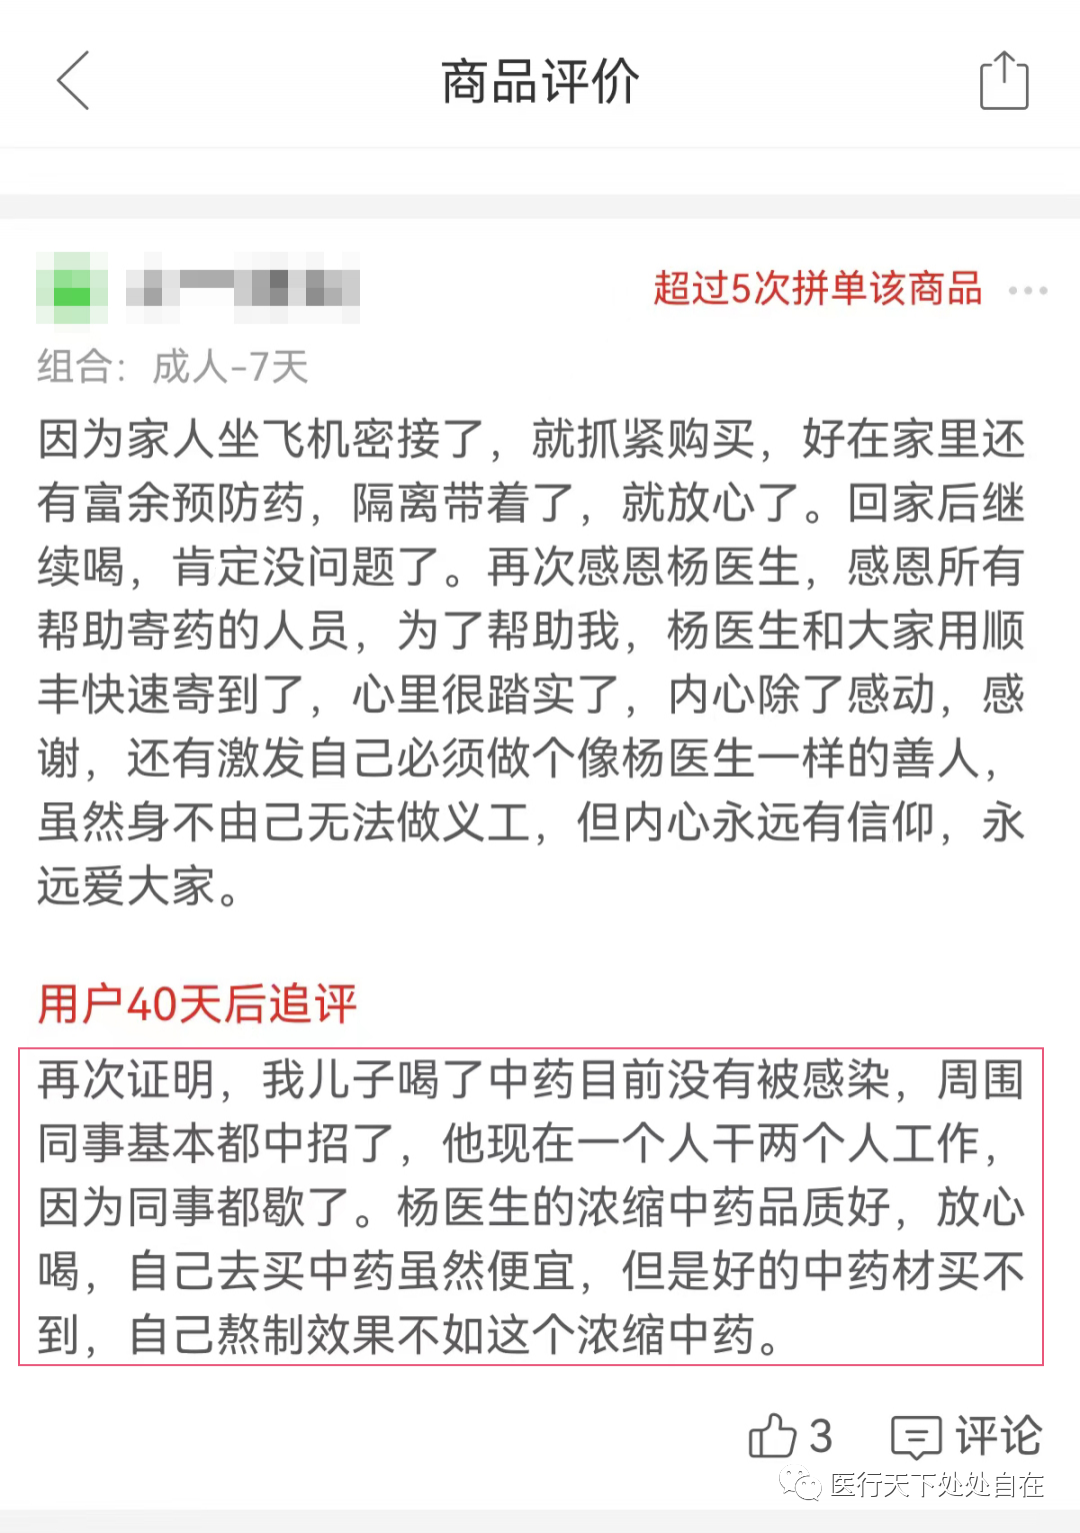 商品评价
超过5次拼单该商品
组合：成人-7天
因为家人坐飞机密接了，就抓紧购买，好在家里还
有富余预防药，隔离带着了，就放心了。回家后继
续喝，肯定没问题了。再次感恩杨医生，感恩所有
帮助寄药的人员，为了帮助我，杨医生和大家用顺
丰快速寄到了，心里很踏实了，内心除了感动，感
谢，还有激发自己必须做个像杨医生一样的善人，
虽然身不由己无法做义工，但内心永远有信仰，永
远爱大家。
用户40天后追评
再次证明，我儿子喝了中药目前没有被感染，周围
同事基本都中招了，他现在一个人干两个人工作，
因为同事都歇了。杨医生的浓缩中药品质好，放心
喝，自己去买中药虽然便宜，但是好的中药材买不
到，自己熬制效果不如这个浓缩中药。
3 评论
医行天下处处自在